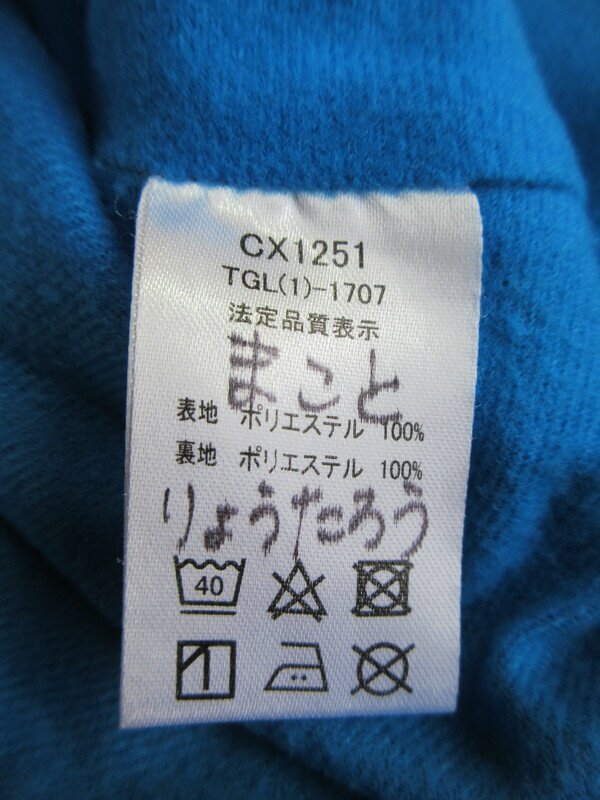 CX1251
TGL(1)-1707
法定品質表示
まこと
表地 ポリエステル 100%
裏地 ポリエステル 100%
りょうたろう
40